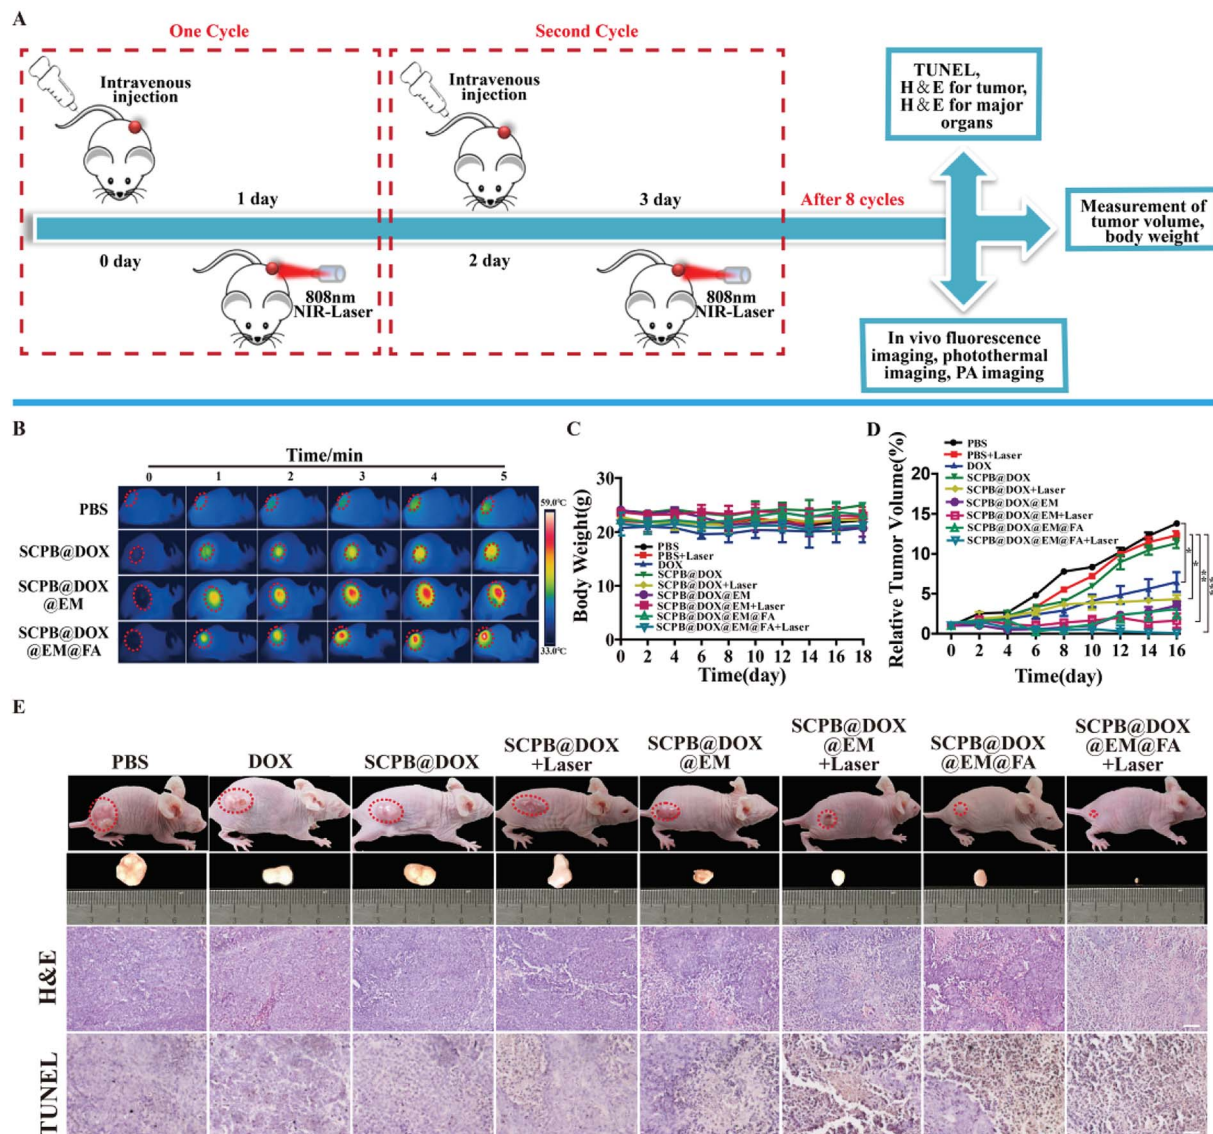 A
One Cycle
Second Cycle
Intravenous
injection
Intravenous
injection
TUNEL,
H&E for tumor,
H&E for major
organs
1 day
3 day
After 8 cycles
Measurement of
tumor volume,
body weight
0 day
2 day
808nm
NIR-Laser
808nm
NIR-Laser
In vivo fluorescence
imaging, photothermal
imaging, PA imaging
B
Time/min
0 1 2 3 4 5
PBS
SCPB@DOX
SCPB@DOX
@EM
SCPB@DOX
@EM@FA
59.0°C
33.0°C
C
Body Weight(g)
30
20
10
0
PBS
PBS+Laser
DOX
SCPB@DOX
SCPB@DOX+Laser
SCPB@DOX@EM
SCPB@DOX@EM+Laser
SCPB@DOX@EM@FA
SCPB@DOX@EM@FA+Laser
0 2 4 6 8 10 12 14 16 18
Time(day)
D
Relative Tumor Volume(%)
20
15
10
5
0
PBS
PBS+Laser
DOX
SCPB@DOX
SCPB@DOX+Laser
SCPB@DOX@EM
SCPB@DOX@EM+Laser
SCPB@DOX@EM@FA
SCPB@DOX@EM@FA+Laser
*
*
**
***
0 2 4 6 8 10 12 14 16
Time(day)
E
PBS
DOX
SCPB@DOX
SCPB@DOX
+Laser
SCPB@DOX
@EM
SCPB@DOX
@EM
+Laser
SCPB@DOX
@EM@FA
SCPB@DOX
@EM@FA
+Laser
H&E
TUNEL